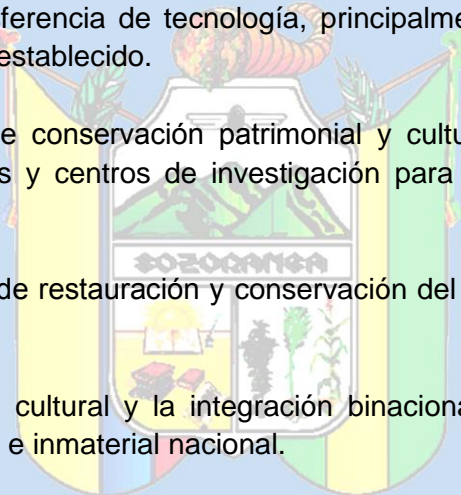 ferencia de tecnología, principalme
establecido.
e conservación patrimonial y cultu
s y centros de investigación para
SOZORANGA
de restauración y conservación del
cultural y la integración binaciona
e inmaterial nacional.